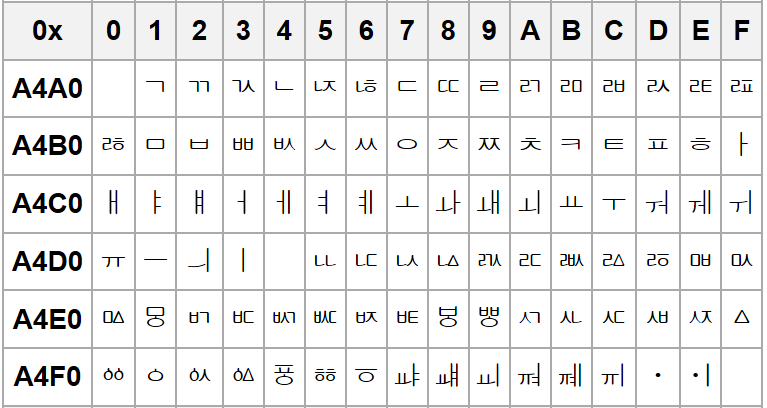 0x 0 1 2 3 4 5 6 7 8 9 A B C D E F
A4A0 ㄱ ㄲ ㄳ ㄴ ㄵ ㄶ ㄷ ㄸ ㄹ ㄺ ㄻ ㄼ ㄽ ㄾ ㄿ
A4B0 ㅀ ㅁ ㅂ ㅃ ㅄ ㅅ ㅆ ㅇ ㅈ ㅉ ㅊ ㅋ ㅌ ㅍ ㅎ ㅏ
A4C0 ㅐ ㅑ ㅒ ㅓ ㅔ ㅕ ㅖ ㅗ ㅘ ㅙ ㅚ ㅛ ㅜ ㅝ ㅞ ㅟ
A4D0 ㅠ ㅡ ㅢ ㅣ ㅥ ㅦ ㅧ ㅨ ㅩ ㅪ ㅫ ㅬ ㅭ ㅮ ㅯ
A4E0 ㅰ ㅱ ㅲ ㅳ ㅴ ㅵ ㅶ ㅷ ㅸ ㅹ ㅺ ㅻ ㅼ ㅽ ㅾ ㅿ
A4F0 ㆀ ㆁ ㆂ ㆃ ㆄ ㆅ ㆆ ㆇ ㆈ ㆉ ㆊ ㆋ ㆌ ㆍ ㆎ